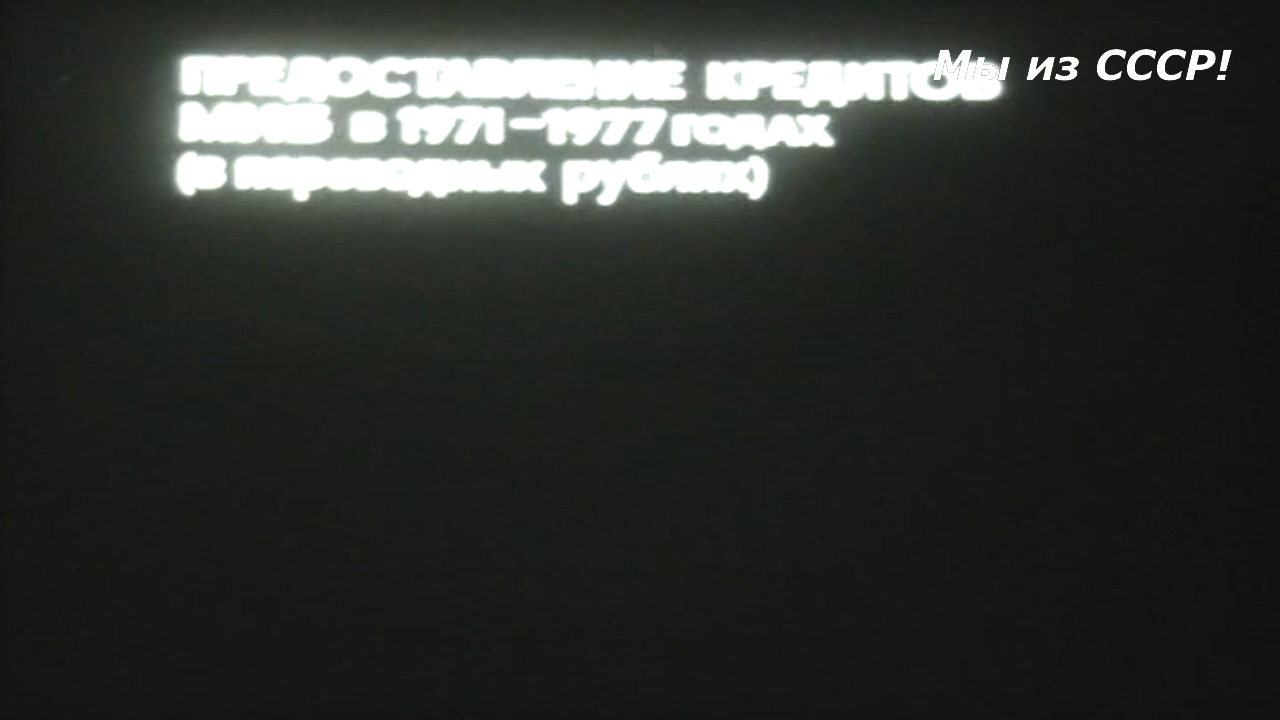 ПРЕДОСТАВЛЕНИЕ КРЕДИТОВ
МИБ в 1971-1977 годах
(в переводных рублях)
Мы из СССР!